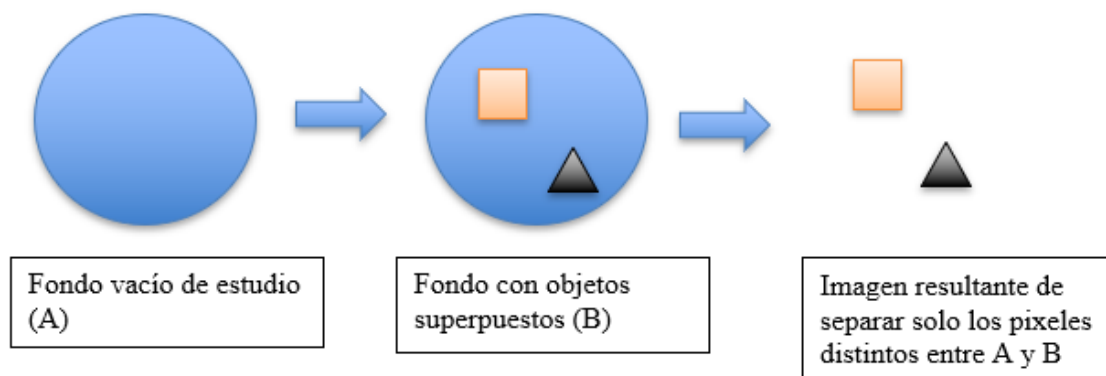 Fondo vacío de estudio
(A)
Fondo con objetos
superpuestos (B)
Imagen resultante de
separar solo los pixeles
distintos entre A y B